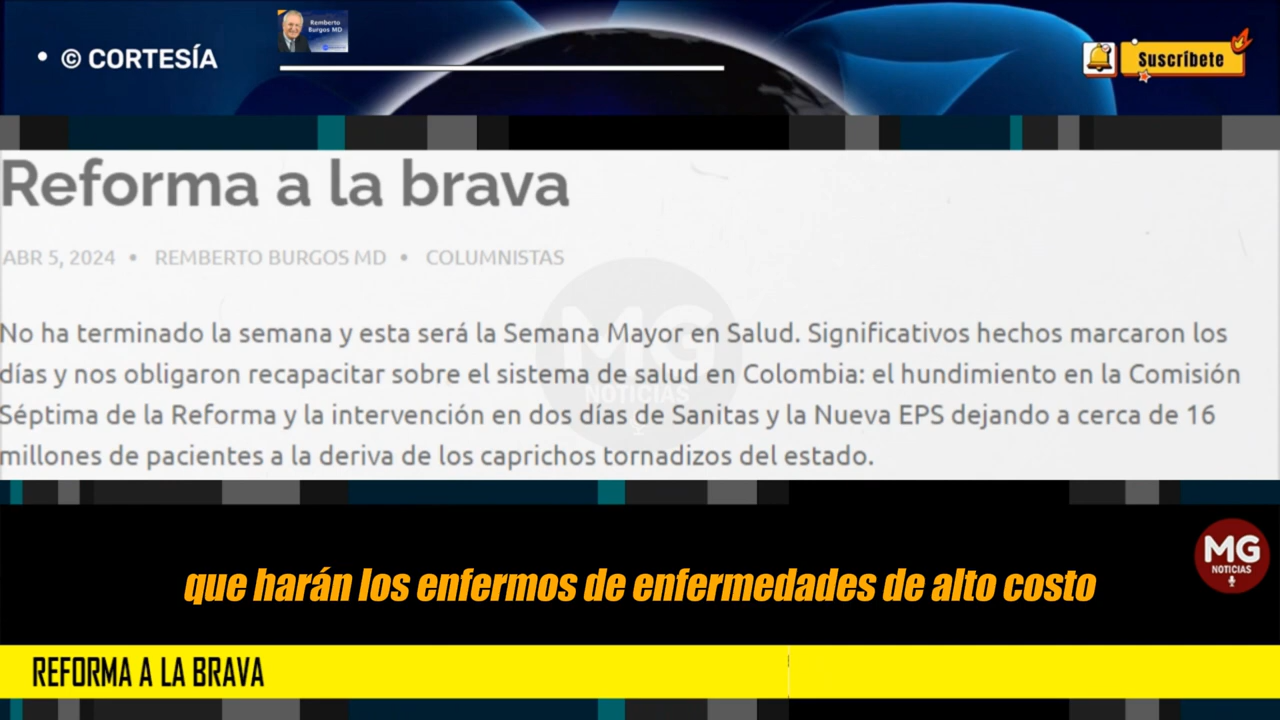 • © CORTESÍA
Remberto
Burgos MD
Suscríbete
Reforma a la brava
ABR 5, 2024 • REMBERTO BURGOS MD • COLUMNISTAS
No ha terminado la semana y esta será la Semana Mayor en Salud. Significativos hechos marcaron los
días y nos obligaron recapacitar sobre el sistema de salud en Colombia: el hundimiento en la Comisión
Séptima de la Reforma y la intervención en dos días de Sanitas y la Nueva EPS dejando a cerca de 16
millones de pacientes a la deriva de los caprichos tornadizos del estado.
MG
NOTICIAS
que harán los enfermos de enfermedades de alto costo
MG
NOTICIAS
REFORMA A LA BRAVA